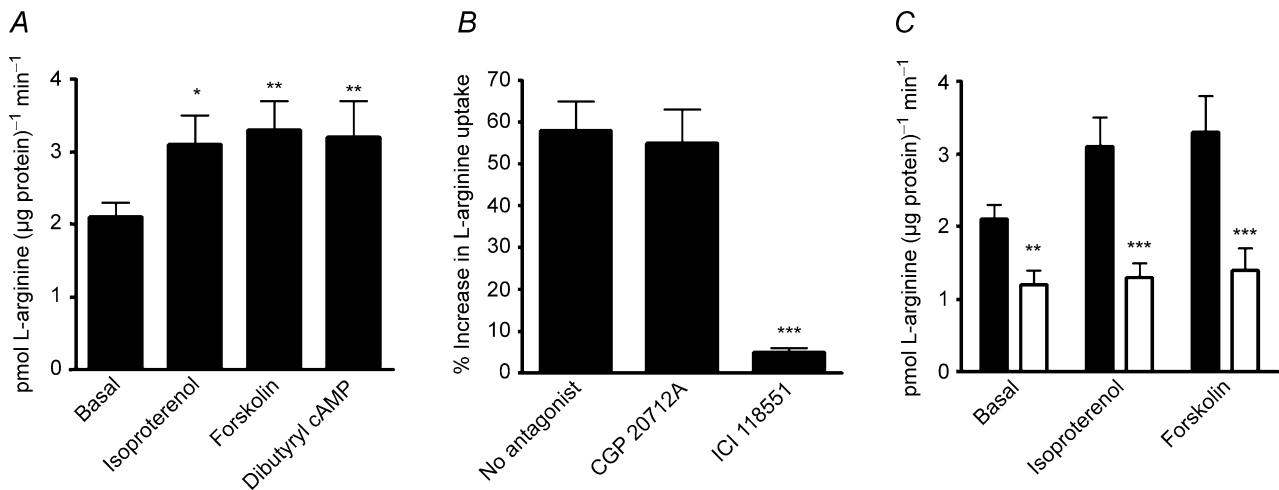 A
pmol L-arginine (µg protein)⁻¹ min⁻¹
4
3
2
1
0
*
**
**
Basal
Isoproterenol
Forskolin
Dibutyryl cAMP
B
% Increase in L-arginine uptake
70
60
50
40
30
20
10
0
***
No antagonist
CGP 20712A
ICI 118551
C
pmol L-arginine (µg protein)⁻¹ min⁻¹
4
3
2
1
0
**
***
***
Basal
Isoproterenol
Forskolin